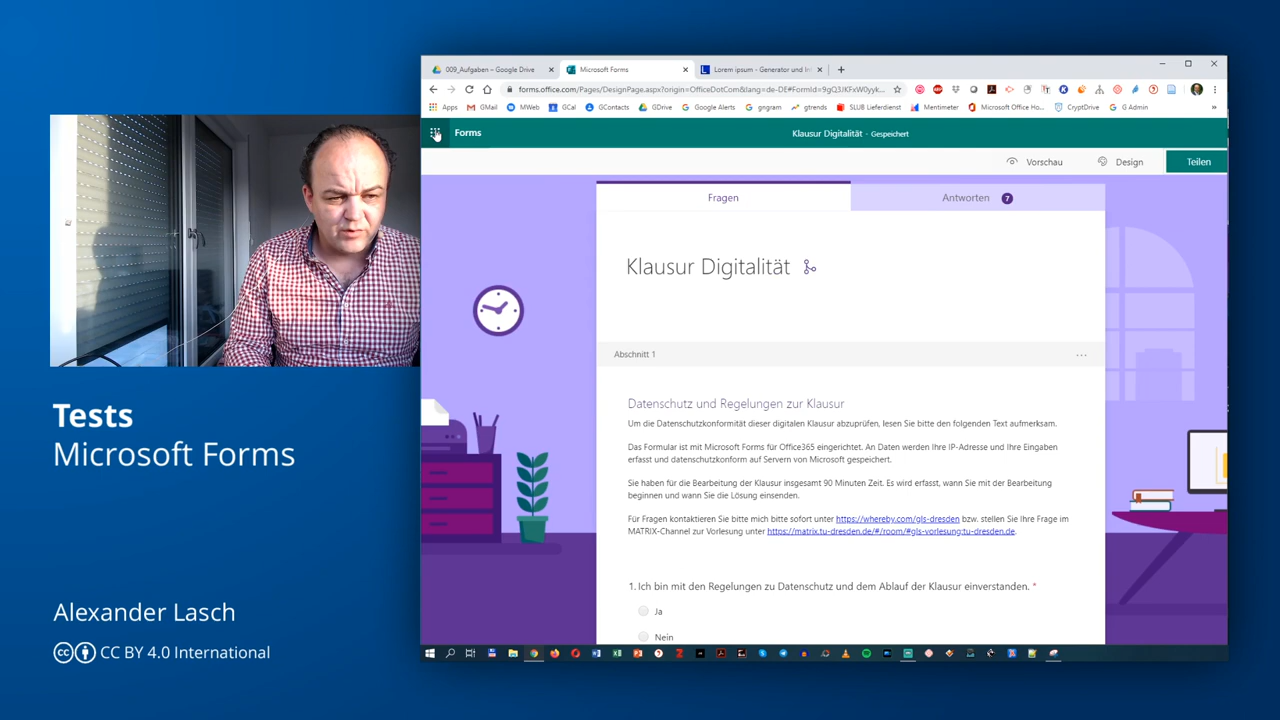 009_Aufgaben – Google Drive
Microsoft Forms
Lorem ipsum - Generator und In
forms.office.com/Pages/DesignPage.aspx?origin=OfficeDotCom&lang=de-DE#FormId=9gQ3JKFxW0yyk...
Apps GMail MWeb GCal GContacts GDrive Google Alerts gngram gtrends SLUB Lieferdienst Mentimeter Microsoft Office Ho... CryptDrive G Admin
Forms
Klausur Digitalität - Gespeichert
Vorschau
Design
Teilen
Fragen
Antworten 7
Klausur Digitalität
Abschnitt 1
Datenschutz und Regelungen zur Klausur
Um die Datenschutzkonformität dieser digitalen Klausur abzuprüfen, lesen Sie bitte den folgenden Text aufmerksam.
Das Formular ist mit Microsoft Forms für Office365 eingerichtet. An Daten werden Ihre IP-Adresse und Ihre Eingaben
erfasst und datenschutzkonform auf Servern von Microsoft gespeichert.
Sie haben für die Bearbeitung der Klausur insgesamt 90 Minuten Zeit. Es wird erfasst, wann Sie mit der Bearbeitung
beginnen und wann Sie die Lösung einsenden.
Für Fragen kontaktieren Sie bitte mich bitte sofort unter https://whereby.com/gls-dresden bzw. stellen Sie Ihre Frage im
MATRIX-Channel zur Vorlesung unter https://matrix.tu-dresden.de/#/room/#gls-vorlesung:tu-dresden.de.
1. Ich bin mit den Regelungen zu Datenschutz und dem Ablauf der Klausur einverstanden. *
Ja
Nein
Tests
Microsoft Forms
Alexander Lasch
CC BY 4.0 International